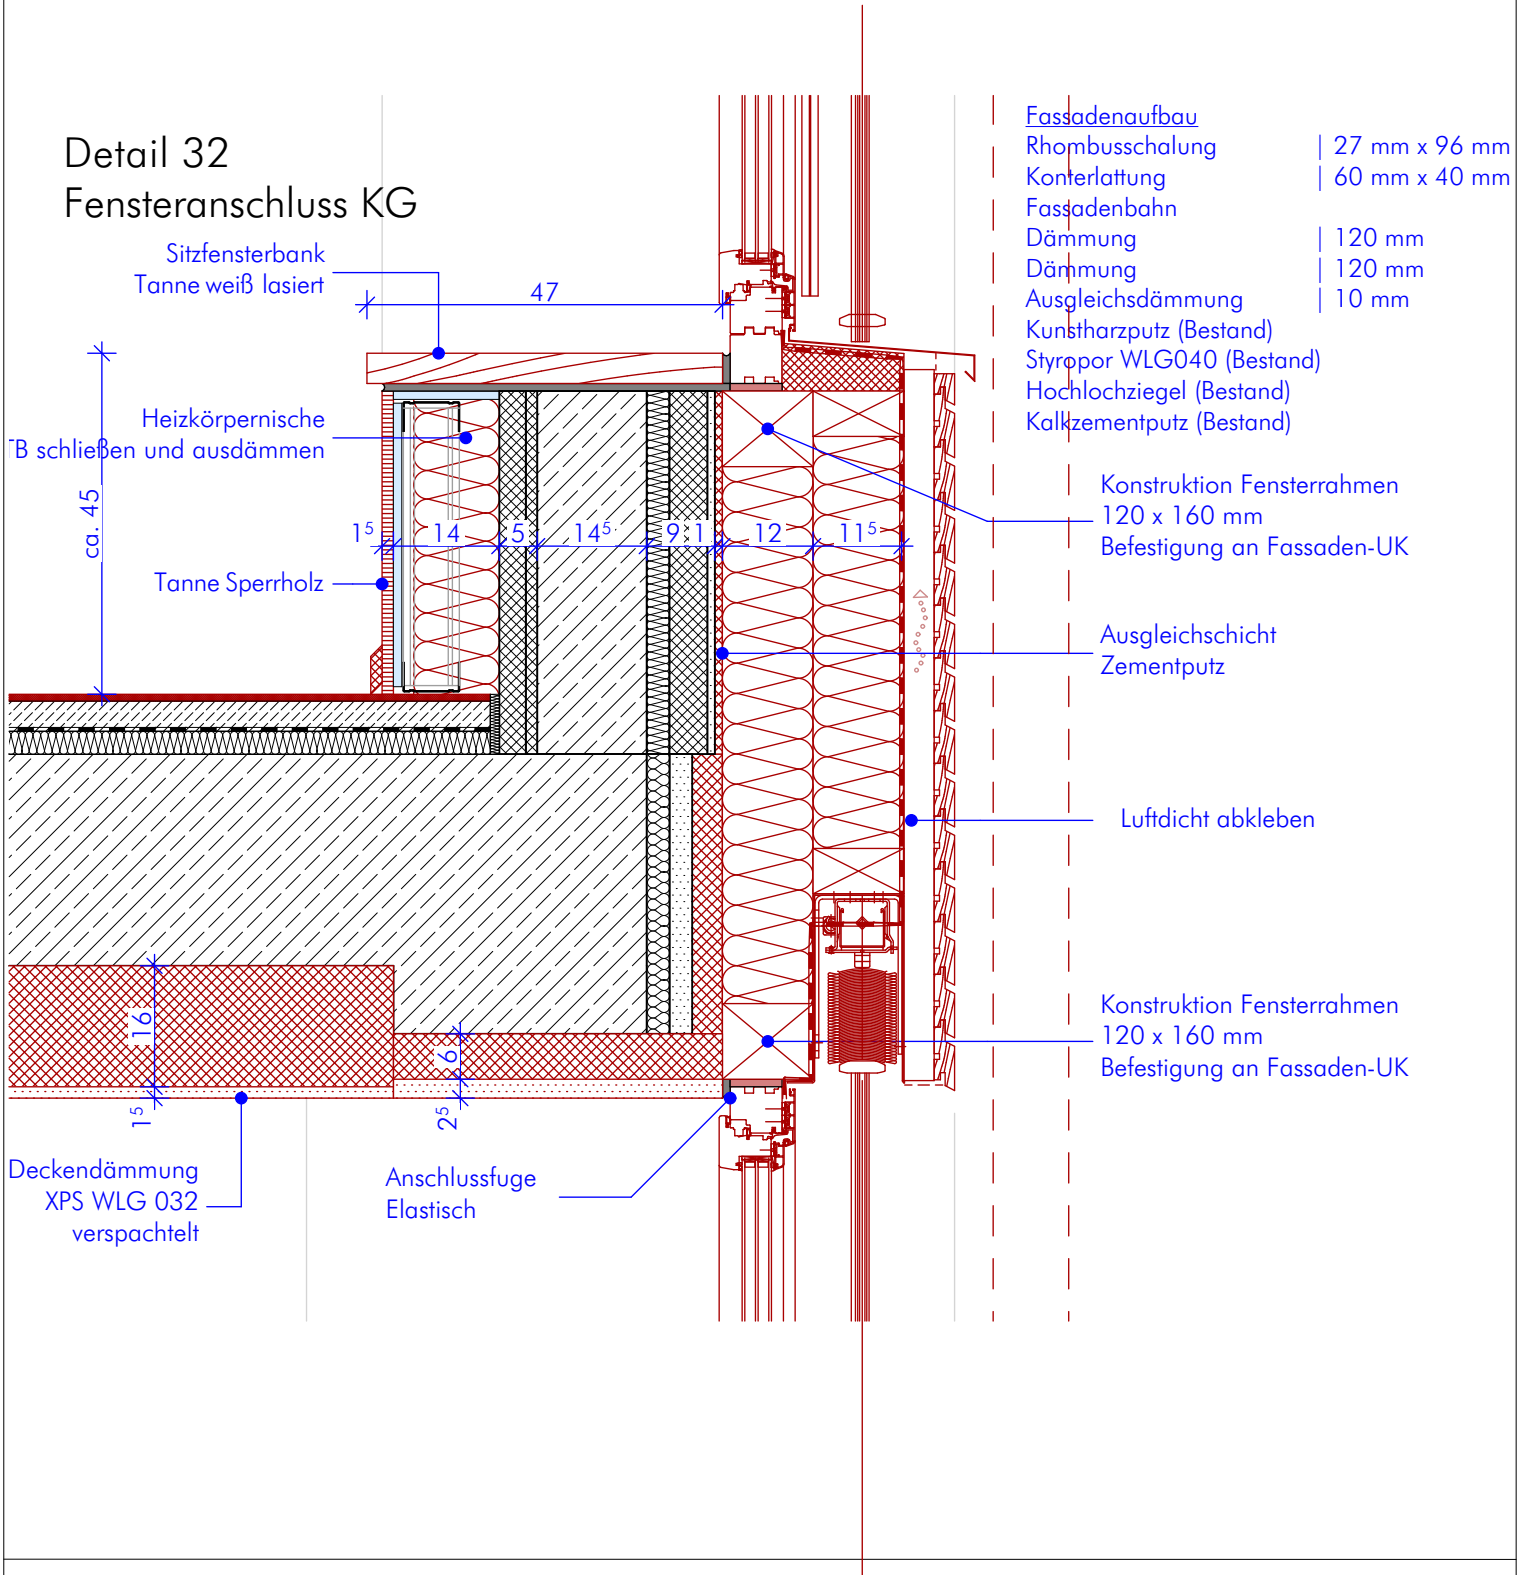 Detail 32
Fensteranschluss KG
Sitzfensterbank
Tanne weiß lasiert
47
Heizkörpernische
TB schließen und ausdämmen
ca. 45
1⁵ 14 5 14⁵ 9 1 12 11⁵
Tanne Sperrholz
16
1⁵
6
2⁵
Deckendämmung
XPS WLG 032
verspachtelt
Anschlussfuge
Elastisch
Fassadenaufbau
Rhombusschalung | 27 mm x 96 mm
Konterlattung | 60 mm x 40 mm
Fassadenbahn
Dämmung | 120 mm
Dämmung | 120 mm
Ausgleichsdämmung | 10 mm
Kunstharzputz (Bestand)
Styropor WLG040 (Bestand)
Hochlochziegel (Bestand)
Kalkzementputz (Bestand)
Konstruktion Fensterrahmen
120 x 160 mm
Befestigung an Fassaden-UK
Ausgleichschicht
Zementputz
Luftdicht abkleben
Konstruktion Fensterrahmen
120 x 160 mm
Befestigung an Fassaden-UK